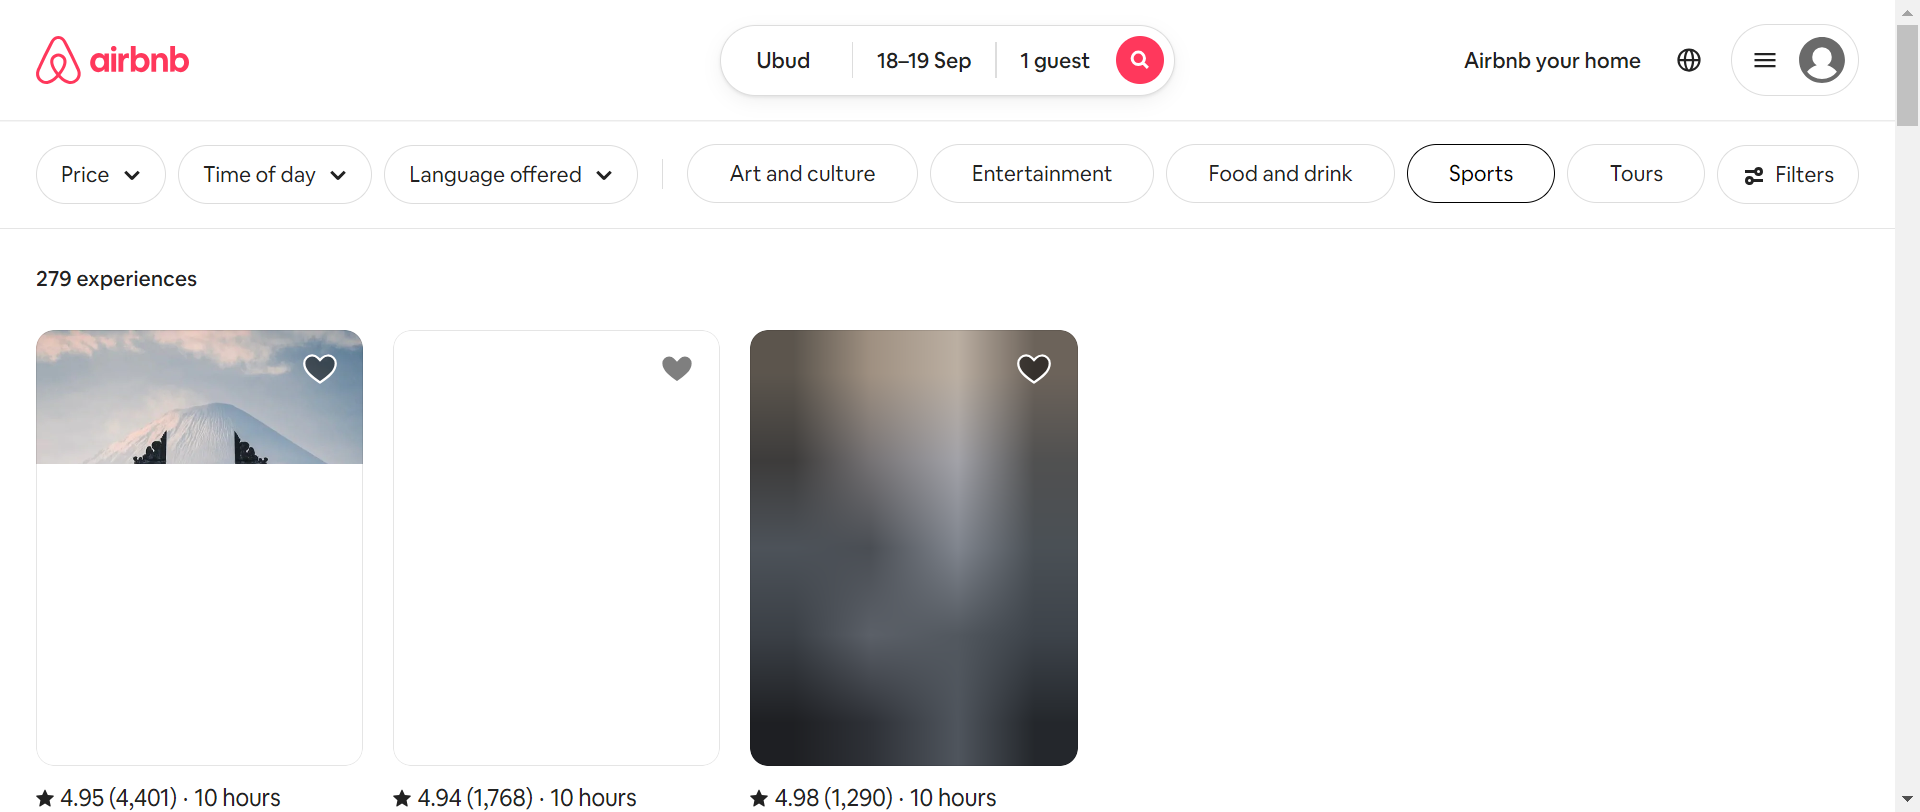 airbnb
Ubud
18–19 Sep
1 guest
Airbnb your home
Price
Time of day
Language offered
Art and culture
Entertainment
Food and drink
Sports
Tours
Filters
279 experiences
4.95 (4,401) · 10 hours
4.94 (1,768) · 10 hours
4.98 (1,290) · 10 hours